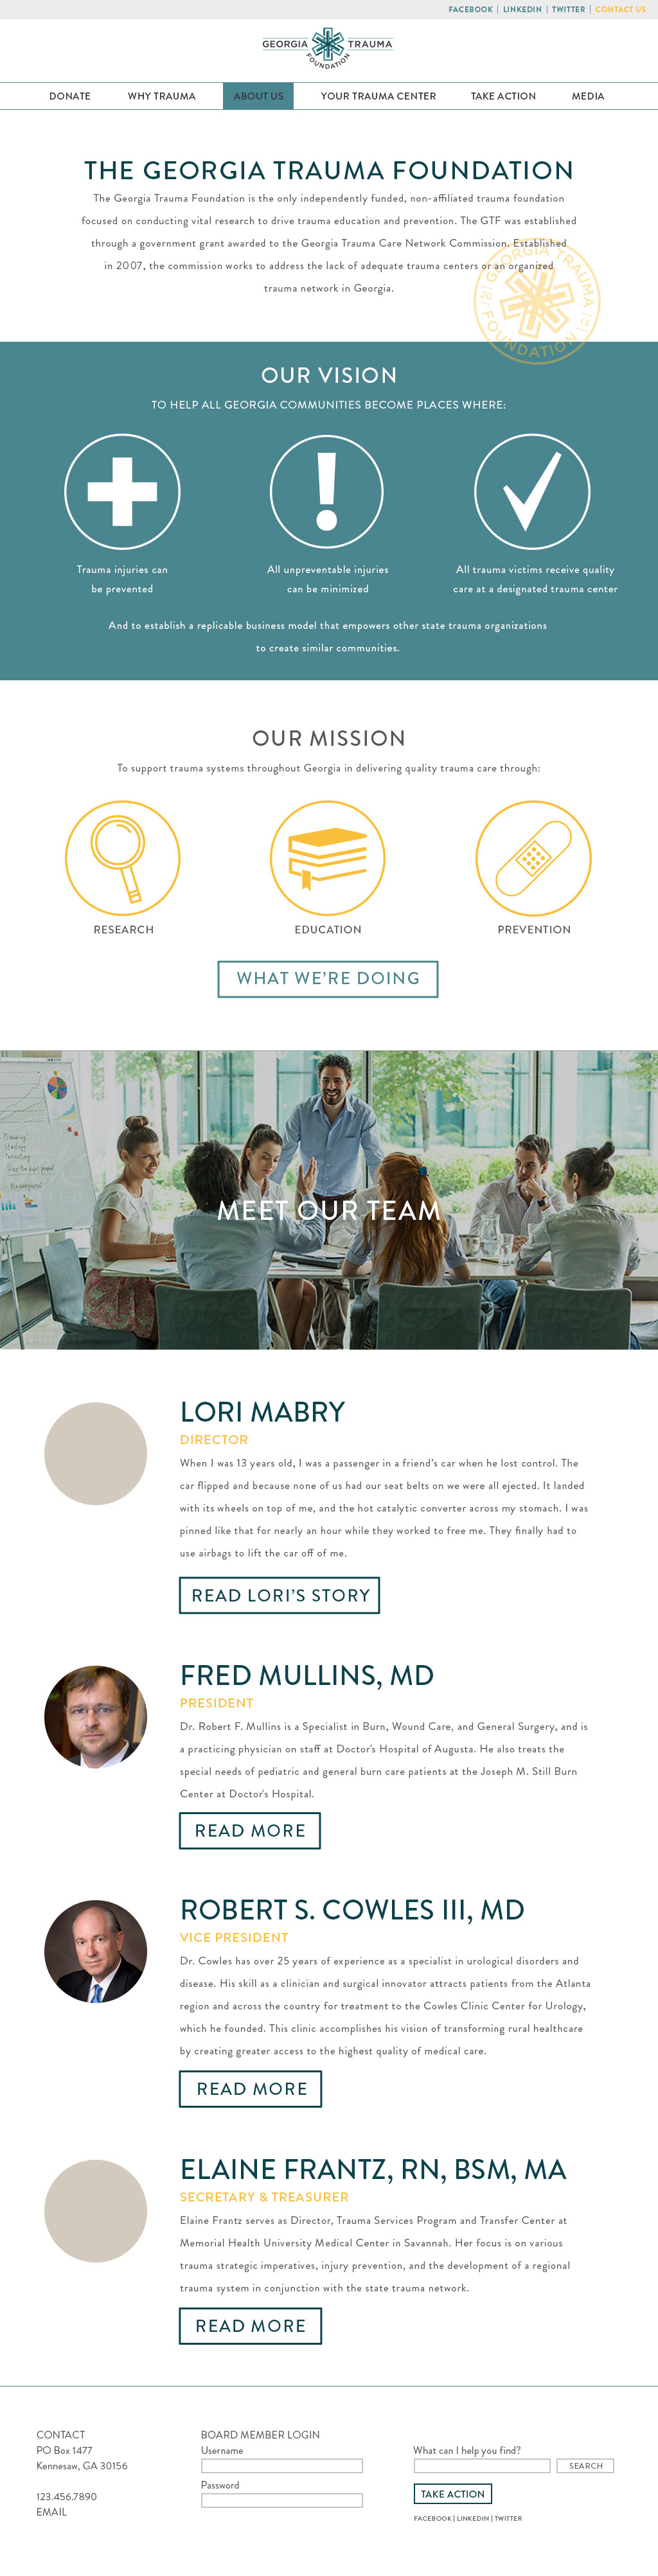 FACEBOOK | LINKEDIN | TWITTER | CONTACT US
GEORGIA TRAUMA
FOUNDATION
DONATE WHY TRAUMA ABOUT US YOUR TRAUMA CENTER TAKE ACTION MEDIA
THE GEORGIA TRAUMA FOUNDATION
The Georgia Trauma Foundation is the only independently funded, non-affiliated trauma foundation
focused on conducting vital research to drive trauma education and prevention. The GTF was established
through a government grant awarded to the Georgia Trauma Care Network Commission. Established
in 2007, the commission works to address the lack of adequate trauma centers or an organized
trauma network in Georgia.
GEORGIA TRAUMA
FOUNDATION
OUR VISION
TO HELP ALL GEORGIA COMMUNITIES BECOME PLACES WHERE:
Trauma injuries can
be prevented
All unpreventable injuries
can be minimized
All trauma victims receive quality
care at a designated trauma center
And to establish a replicable business model that empowers other state trauma organizations
to create similar communities.
OUR MISSION
To support trauma systems throughout Georgia in delivering quality trauma care through:
RESEARCH
EDUCATION
PREVENTION
WHAT WE'RE DOING
MEET OUR TEAM
LORI MABRY
DIRECTOR
When I was 13 years old, I was a passenger in a friend's car when he lost control. The
car flipped and because none of us had our seat belts on we were all ejected. It landed
with its wheels on top of me, and the hot catalytic converter across my stomach. I was
pinned like that for nearly an hour while they worked to free me. They finally had to
use airbags to lift the car off of me.
READ LORI'S STORY
FRED MULLINS, MD
PRESIDENT
Dr. Robert F. Mullins is a Specialist in Burn, Wound Care, and General Surgery, and is
a practicing physician on staff at Doctor's Hospital of Augusta. He also treats the
special needs of pediatric and general burn care patients at the Joseph M. Still Burn
Center at Doctor's Hospital.
READ MORE
ROBERT S. COWLES III, MD
VICE PRESIDENT
Dr. Cowles has over 25 years of experience as a specialist in urological disorders and
disease. His skill as a clinician and surgical innovator attracts patients from the Atlanta
region and across the country for treatment to the Cowles Clinic Center for Urology,
which he founded. This clinic accomplishes his vision of transforming rural healthcare
by creating greater access to the highest quality of medical care.
READ MORE
ELAINE FRANTZ, RN, BSM, MA
SECRETARY & TREASURER
Elaine Frantz serves as Director, Trauma Services Program and Transfer Center at
Memorial Health University Medical Center in Savannah. Her focus is on various
trauma strategic imperatives, injury prevention, and the development of a regional
trauma system in conjunction with the state trauma network.
READ MORE
CONTACT
PO Box 1477
Kennesaw, GA 30156
123.456.7890
EMAIL
BOARD MEMBER LOGIN
Username
Password
What can I help you find?
SEARCH
TAKE ACTION
FACEBOOK | LINKEDIN | TWITTER